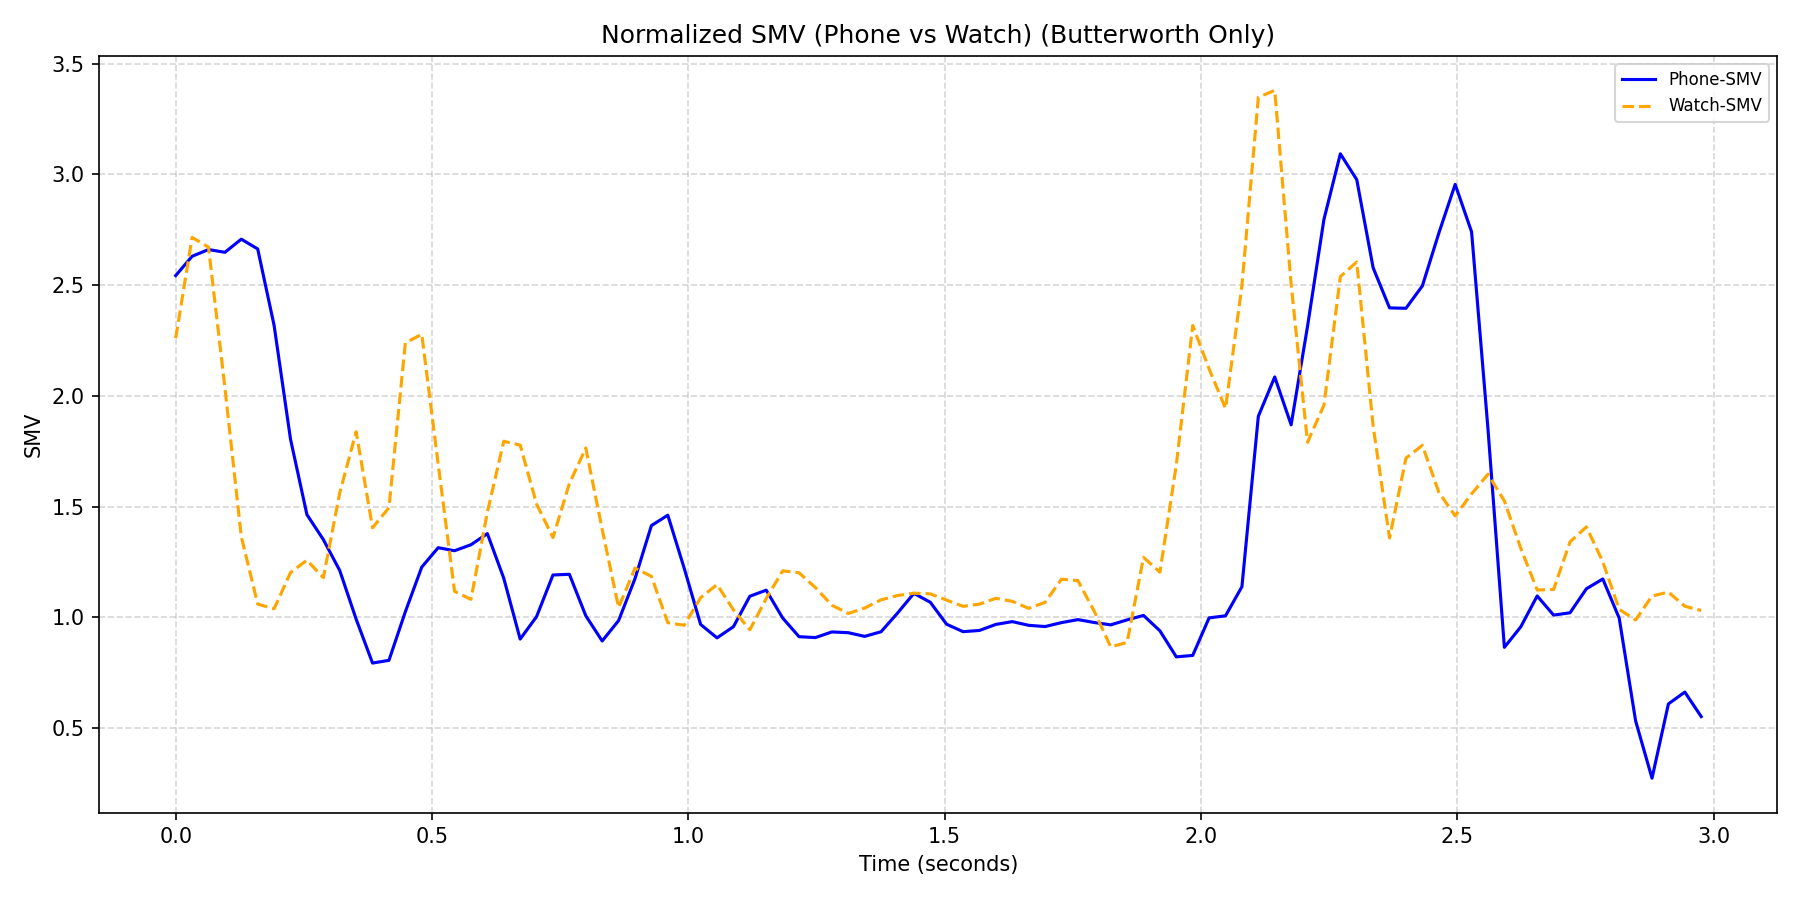 Normalized SMV (Phone vs Watch) (Butterworth Only)
Phone-SMV
Watch-SMV
SMV
3.5
3.0
2.5
2.0
1.5
1.0
0.5
0.0 0.5 1.0 1.5 2.0 2.5 3.0
Time (seconds)